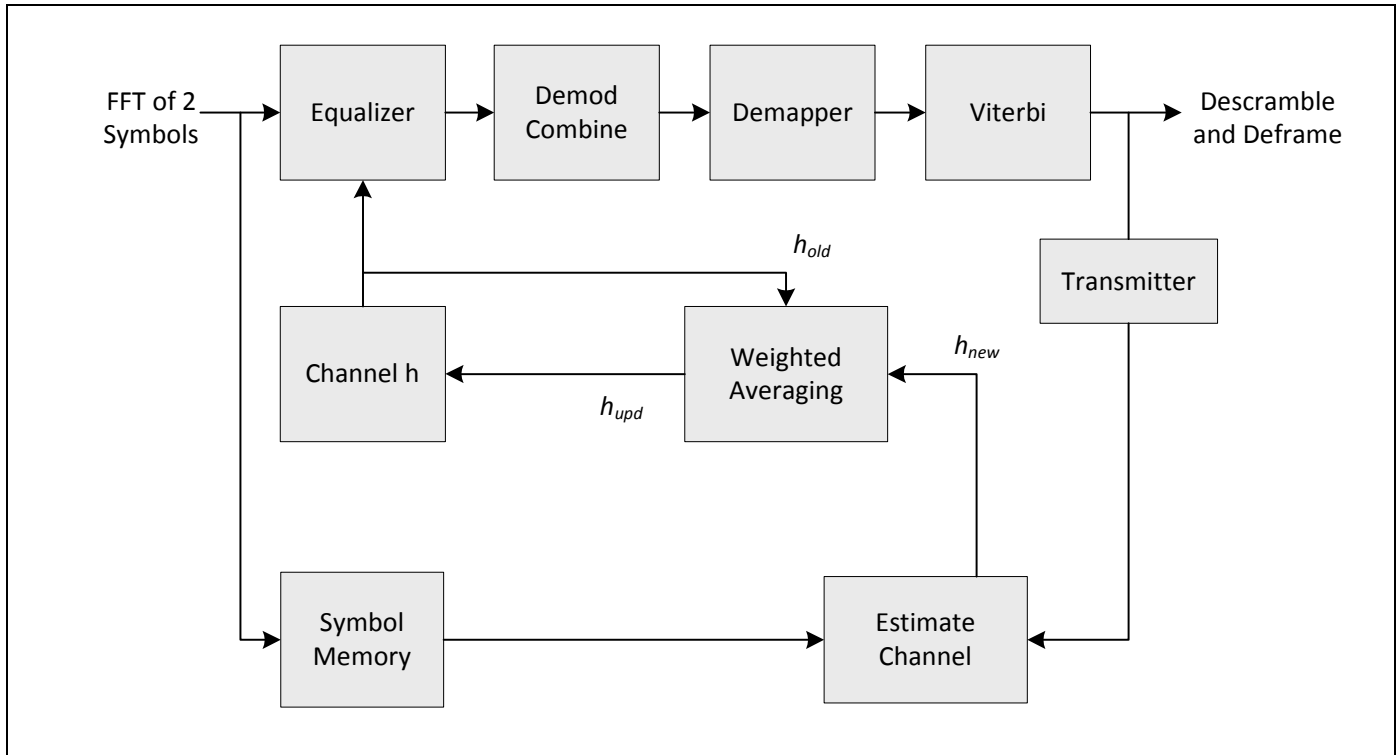 FFT of 2
Symbols
Equalizer
Demod
Combine
Demapper
Viterbi
Descramble
and Deframe
h_old
Transmitter
Channel h
Weighted
Averaging
h_new
h_upd
Symbol
Memory
Estimate
Channel